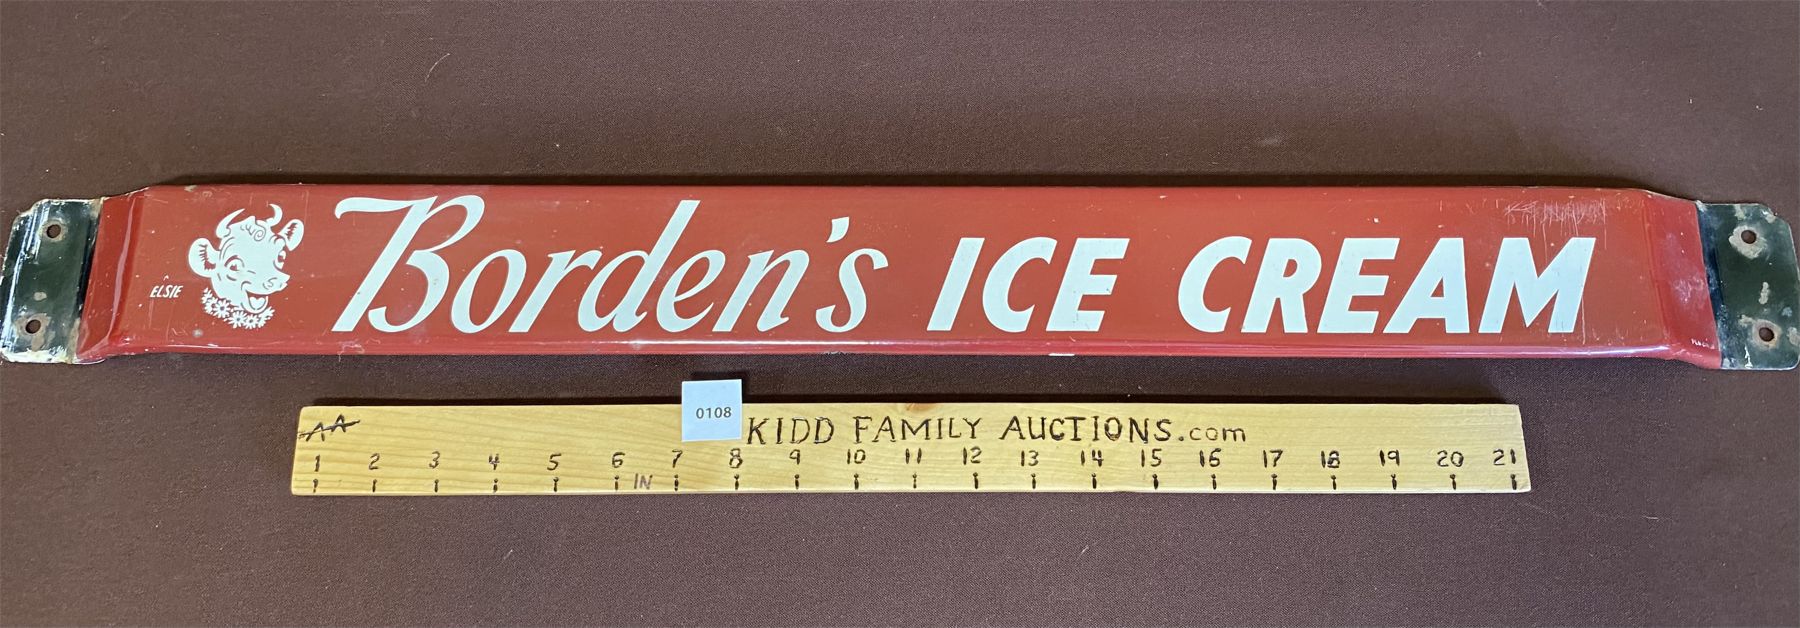 ELSIE
Borden's ICE CREAM
0108
AA
KIDD FAMILY AUCTIONS.com
1 2 3 4 5 6 7 8 9 10 11 12 13 14 15 16 17 18 19 20 21
IN